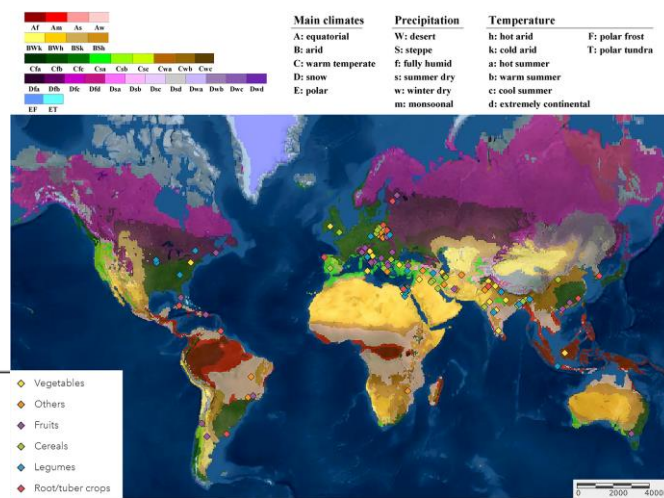 Af Am As Aw
BWk BWh BSk BSh
Cfa Cfb Cfc Csa Csb Csc Cwa Cwb Cwc
Dfa Dfb Dfc Dfd Dsa Dsb Dsc Dsd Dwa Dwb Dwc Dwd
EF ET
Main climates
A: equatorial
B: arid
C: warm temperate
D: snow
E: polar
Precipitation
W: desert
S: steppe
f: fully humid
s: summer dry
w: winter dry
m: monsoonal
Temperature
h: hot arid F: polar frost
k: cold arid T: polar tundra
a: hot summer
b: warm summer
c: cool summer
d: extremely continental
Vegetables
Others
Fruits
Cereals
Legumes
Root/tuber crops
0 2000 4000